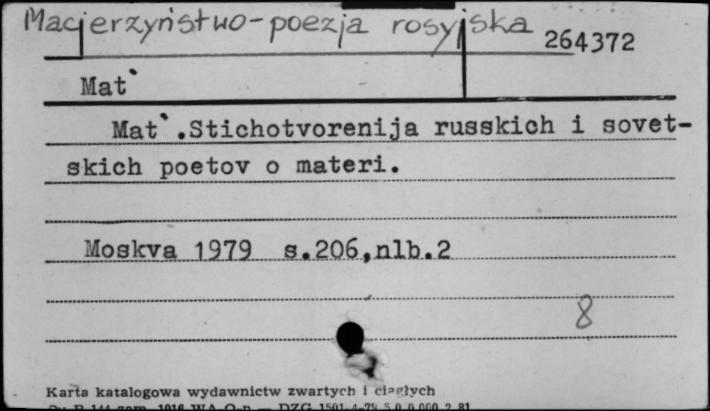 Macierzyństwo-poezja rosyjska
264372
Mat`
Mat`.Stichotvorenija russkich i sovet-
skich poetov o materi.
Moskva 1979 s.206,nlb.2
8
Karta katalogowa wydawnictw zwartych i ciągłych